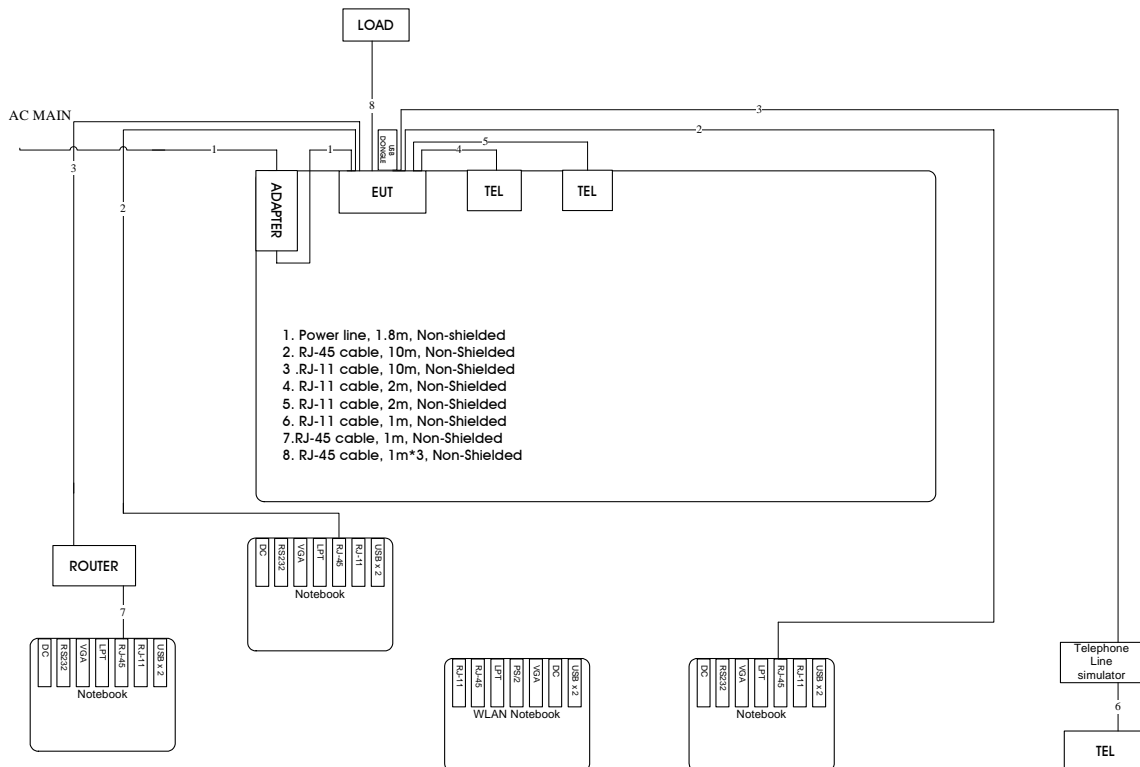 LOAD
8
AC MAIN
3
2
1
1
USB DONGLE
5
4
3
2
ADAPTER
EUT
TEL
TEL
3
2
1. Power line, 1.8m, Non-shielded
2. RJ-45 cable, 10m, Non-Shielded
3 .RJ-11 cable, 10m, Non-Shielded
4. RJ-11 cable, 2m, Non-Shielded
5. RJ-11 cable, 2m, Non-Shielded
6. RJ-11 cable, 1m, Non-Shielded
7.RJ-45 cable, 1m, Non-Shielded
8. RJ-45 cable, 1m*3, Non-Shielded
ROUTER
7
DC
RS232
VGA
LPT
RJ-45
RJ-11
USB x 2
Notebook
DC
RS232
VGA
LPT
RJ-45
RJ-11
USB x 2
Notebook
RJ-11
RJ-45
LPT
PS/2
VGA
DC
USB x 2
WLAN Notebook
DC
RS232
VGA
LPT
RJ-45
RJ-11
USB x 2
Notebook
Telephone
Line
simulator
6
TEL